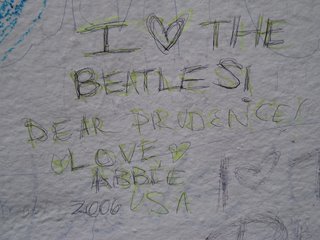 I ♡ THE
BEATLES!
DEAR PRUDENCE!
♡LOVE,♡
ABBIE
2006 USA
I ♡